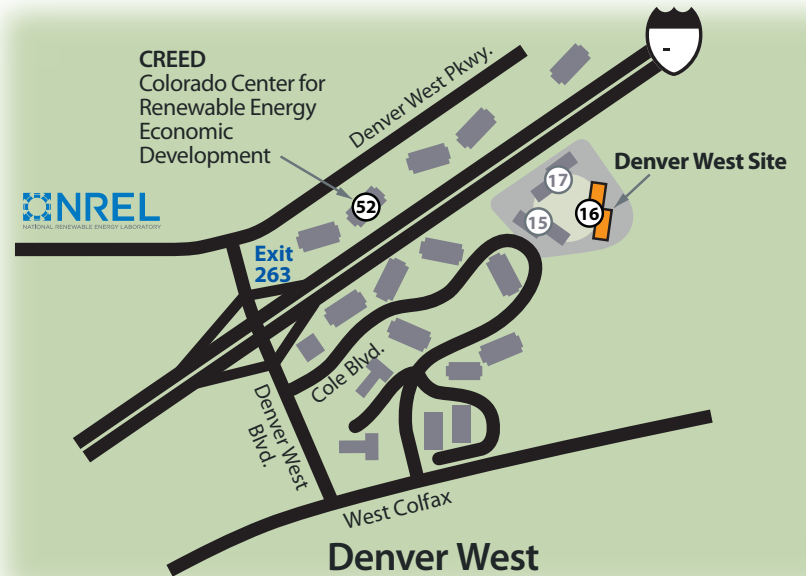 CREED
Colorado Center for
Renewable Energy
Economic
Development
Denver West Pkwy.
-
Denver West Site
17
52
16
15
NREL
NATIONAL RENEWABLE ENERGY LABORATORY
Exit
263
Cole Blvd.
Denver West
Blvd.
West Colfax
Denver West